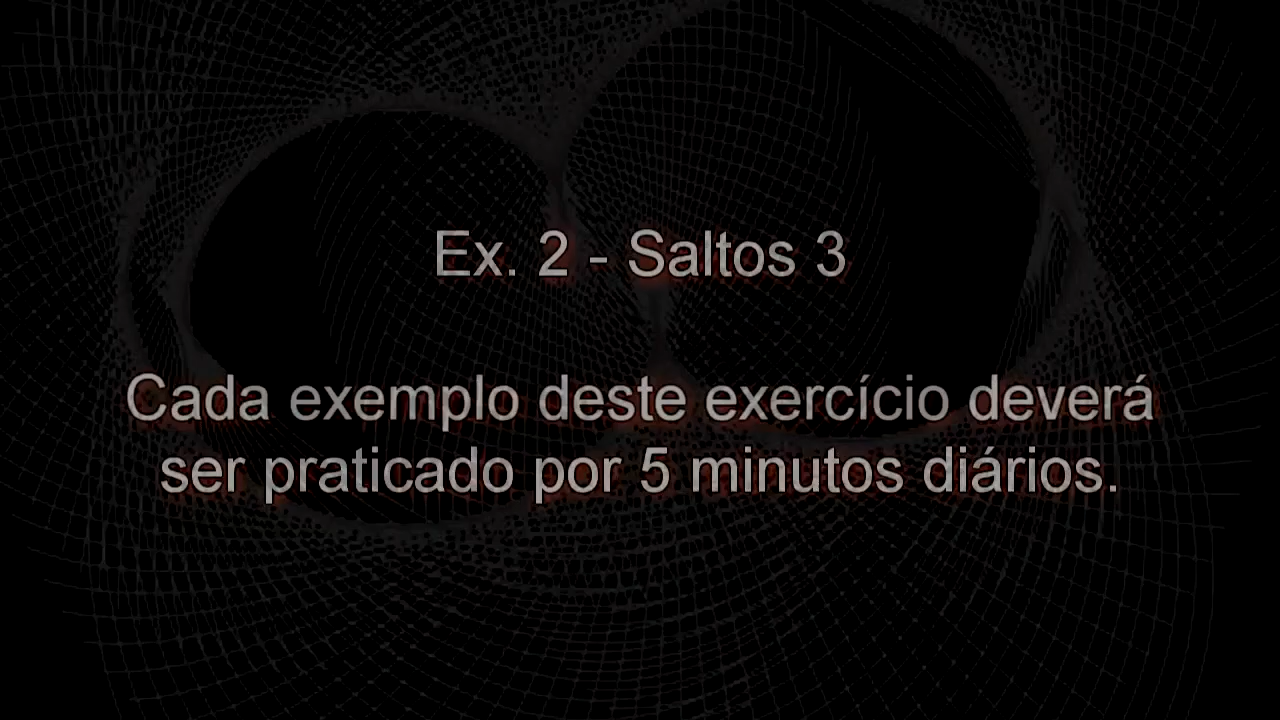 Ex. 2 - Saltos 3
Cada exemplo deste exercício deverá
ser praticado por 5 minutos diários.